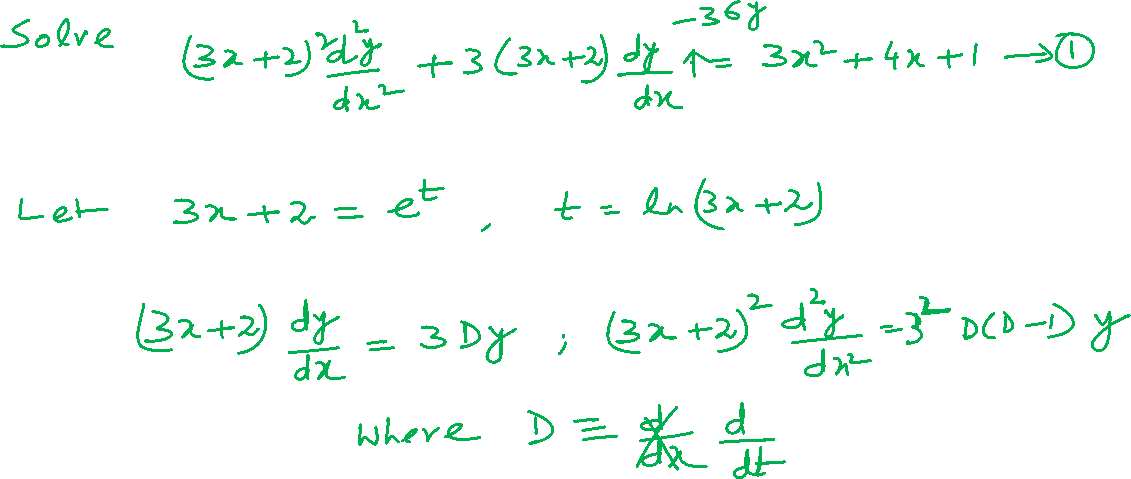 Solve (3x+2)² d²y/dx² + 3(3x+2) dy/dx ↑ -36y = 3x² + 4x + 1 → ①
Let 3x+2 = eᵗ, t = ln(3x+2)
(3x+2) dy/dx = 3Dy ; (3x+2)² d²y/dx² = 3² D(D-1) y
where D ≡ d/dt